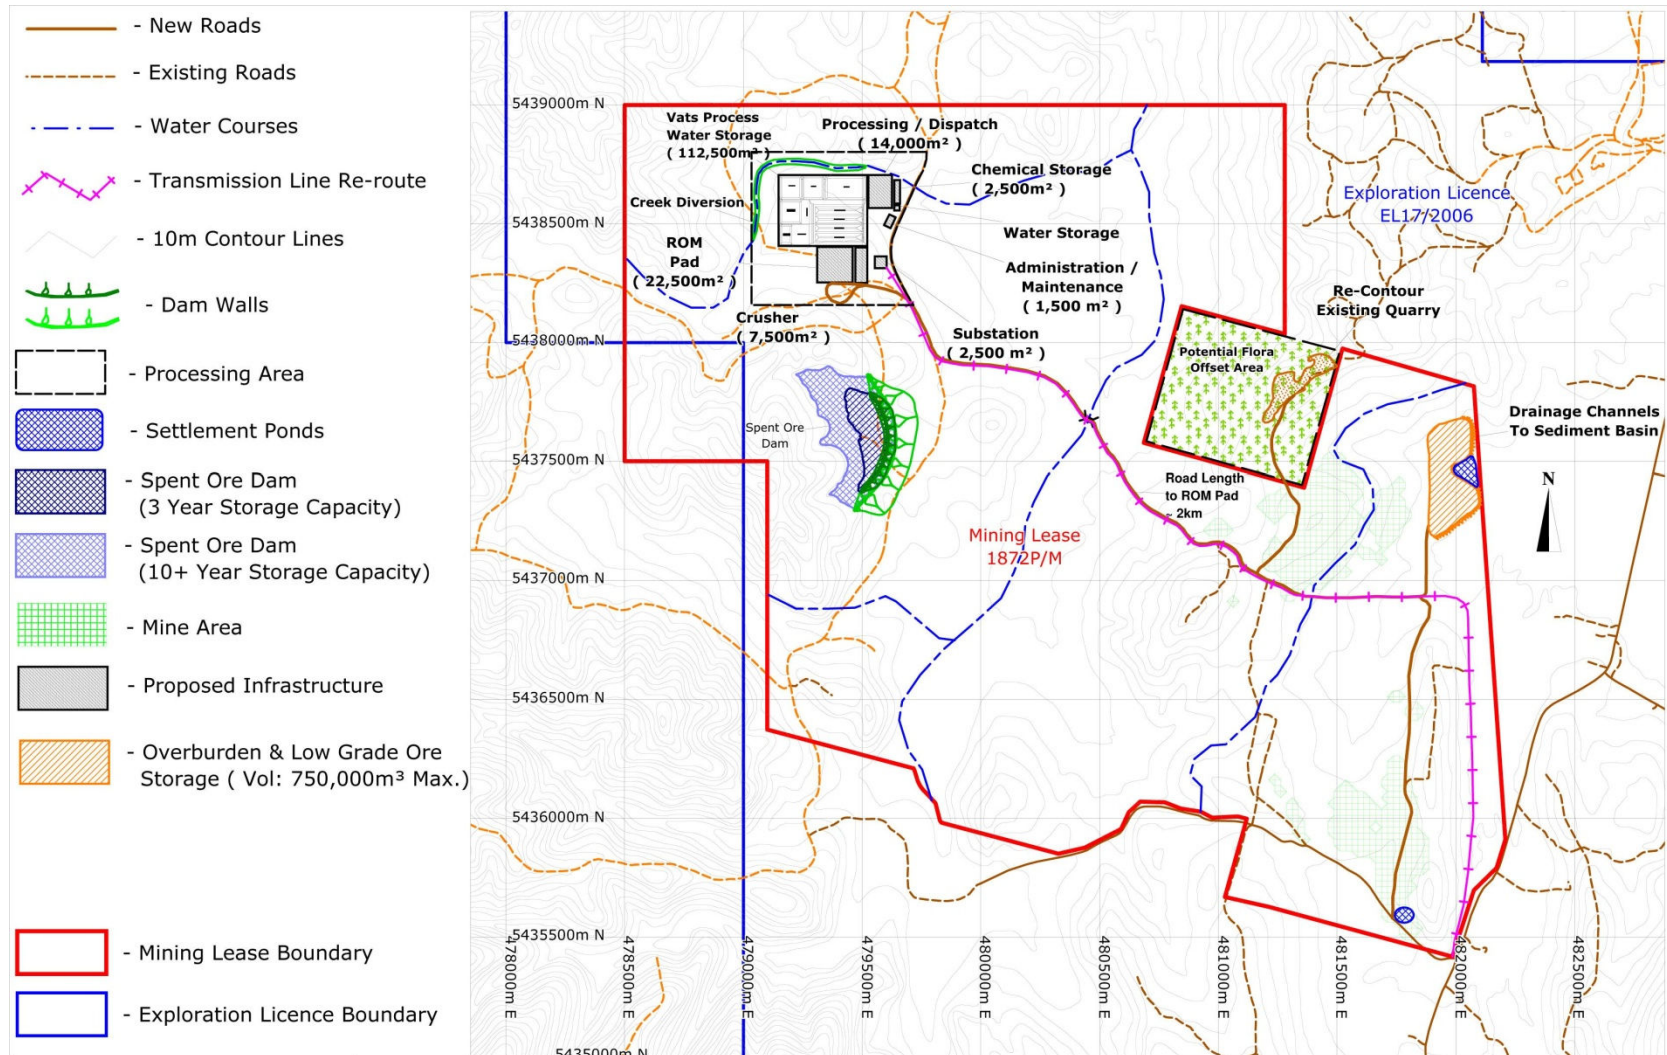 - New Roads
- Existing Roads
- Water Courses
- Transmission Line Re-route
- 10m Contour Lines
- Dam Walls
- Processing Area
- Settlement Ponds
- Spent Ore Dam
(3 Year Storage Capacity)
- Spent Ore Dam
(10+ Year Storage Capacity)
- Mine Area
- Proposed Infrastructure
- Overburden & Low Grade Ore
Storage ( Vol: 750,000m³ Max.)
- Mining Lease Boundary
- Exploration Licence Boundary
5439000m N
5438500m N
5438000m N
5437500m N
5437000m N
5436500m N
5436000m N
5435500m N
5435000m N
478000m E
478500m E
479000m E
479500m E
480000m E
480500m E
481000m E
481500m E
482000m E
482500m E
Vats Process
Water Storage
( 112,500m² )
Processing / Dispatch
( 14,000m² )
Chemical Storage
( 2,500m² )
Creek Diversion
Water Storage
ROM
Pad
( 22,500m² )
Administration /
Maintenance
( 1,500 m² )
Crusher
( 7,500m² )
Substation
( 2,500 m² )
Exploration Licence
EL17/2006
Re-Contour
Existing Quarry
Potential Flora
Offset Area
Drainage Channels
To Sediment Basin
Spent Ore
Dam
Road Length
to ROM Pad
~ 2km
Mining Lease
1872P/M
N